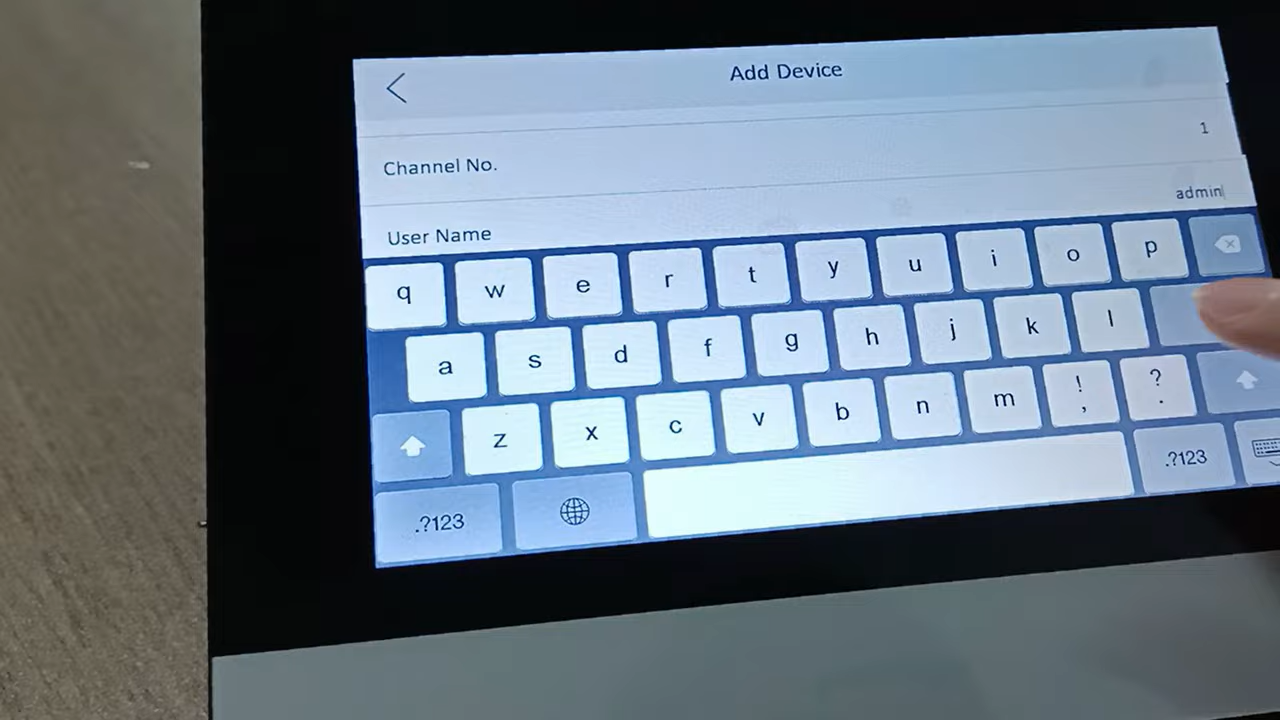 Add Device
Channel No. 1
User Name admin
q w e r t y u i o p
a s d f g h j k l
z x c v b n m ! , ? .
.?123 .?123